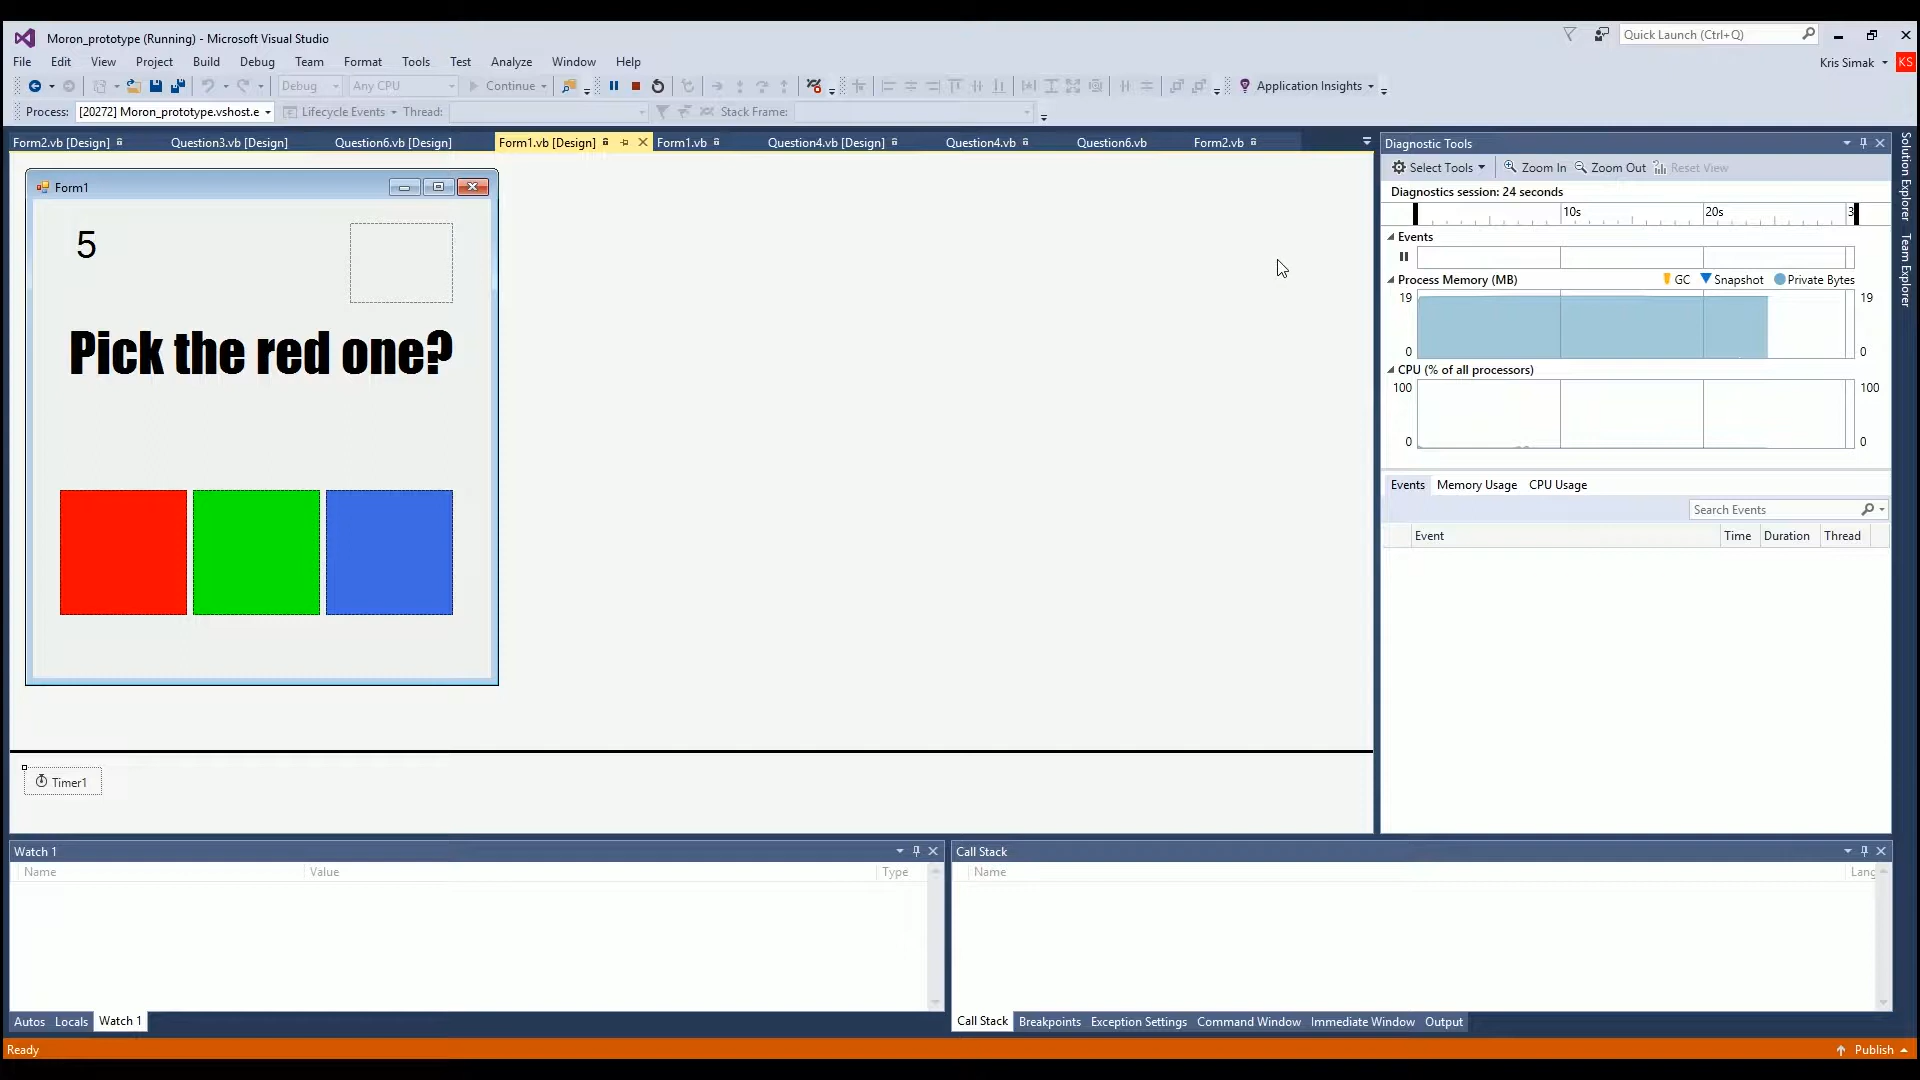 Moron_prototype (Running) - Microsoft Visual Studio
Quick Launch (Ctrl+Q)
File Edit View Project Build Debug Team Format Tools Test Analyze Window Help
Kris Simak KS
Debug Any CPU Continue Application Insights
Process: [20272] Moron_prototype.vshost.e Lifecycle Events Thread: Stack Frame:
Form2.vb [Design] Question3.vb [Design] Question6.vb [Design] Form1.vb [Design] Form1.vb Question4.vb [Design] Question4.vb Question6.vb Form2.vb
Form1
5
Pick the red one?
Timer1
Diagnostic Tools
Select Tools Zoom In Zoom Out Reset View
Diagnostics session: 24 seconds
10s 20s 3
Events
Process Memory (MB) GC Snapshot Private Bytes
19 19
0 0
CPU (% of all processors)
100 100
0 0
Events Memory Usage CPU Usage
Search Events
Event Time Duration Thread
Solution Explorer
Team Explorer
Watch 1
Name Value Type
Autos Locals Watch 1
Call Stack
Name Lang
Call Stack Breakpoints Exception Settings Command Window Immediate Window Output
Ready
Publish